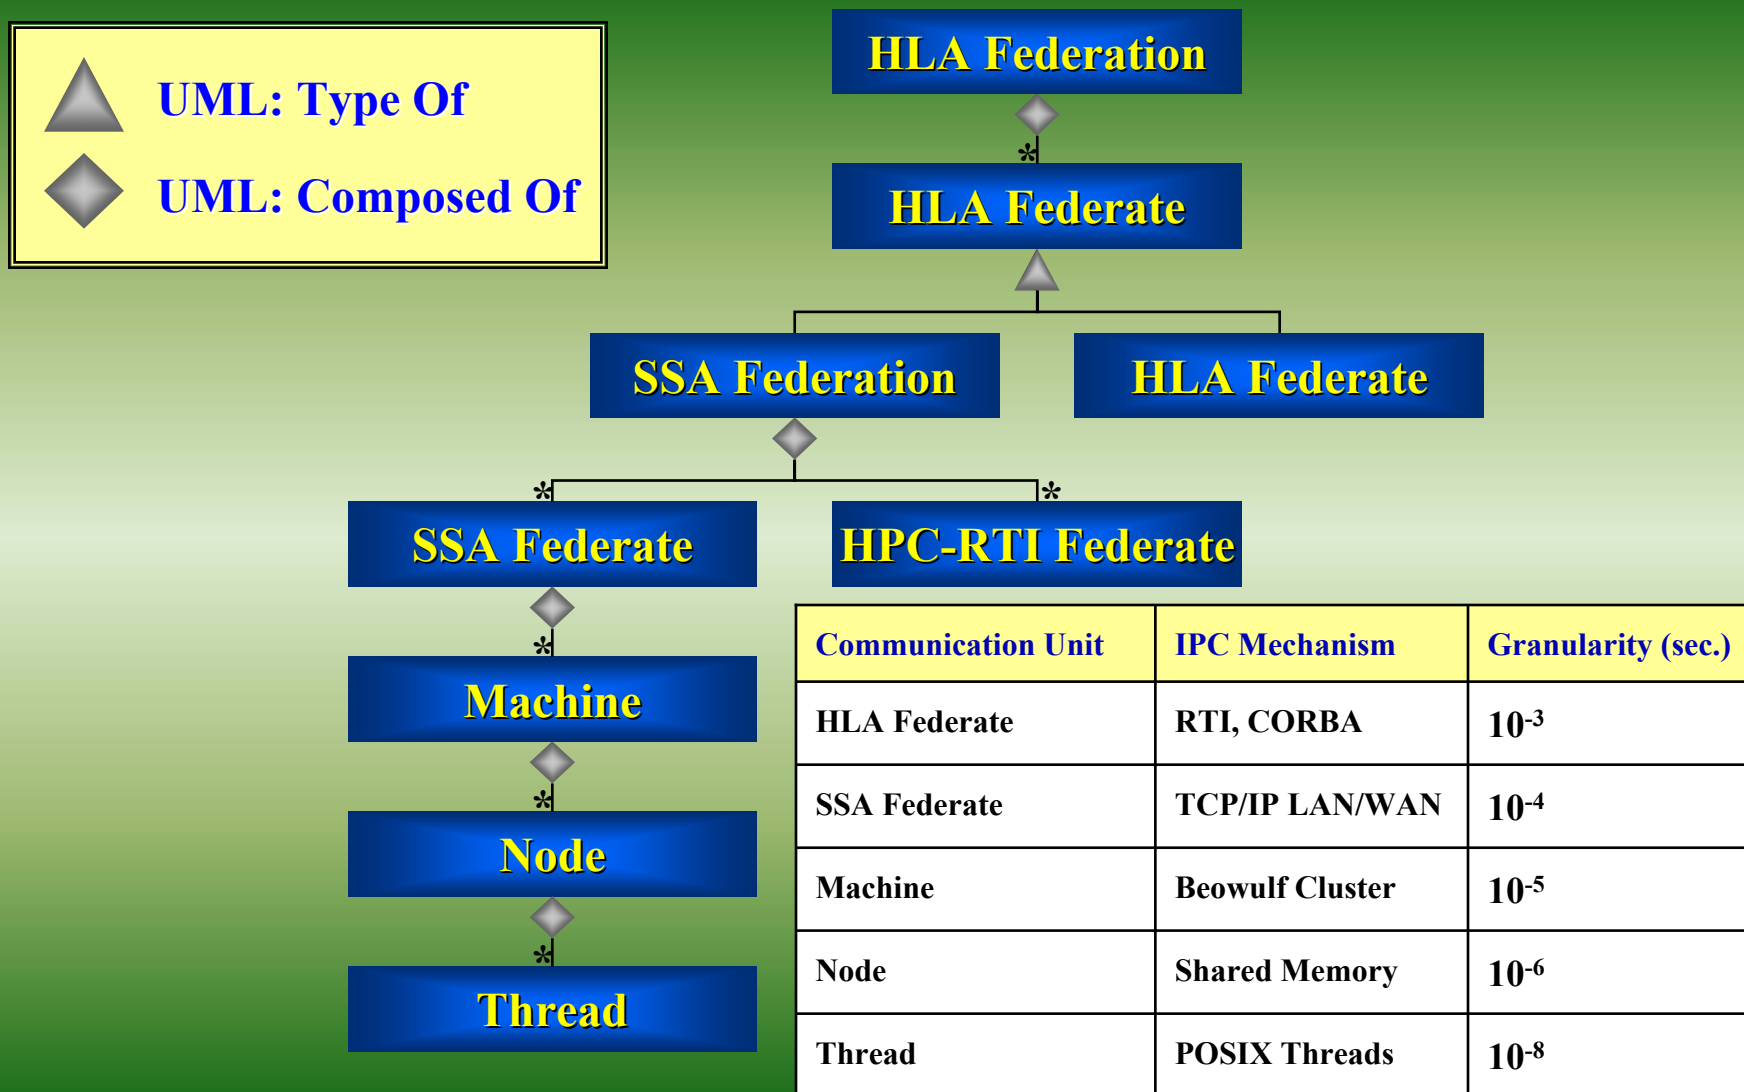 UML: Type Of
UML: Composed Of
HLA Federation
*
HLA Federate
SSA Federation
HLA Federate
* *
SSA Federate
HPC-RTI Federate
*
Machine
*
Node
*
Thread
Communication Unit IPC Mechanism Granularity (sec.)
HLA Federate RTI, CORBA 10⁻³
SSA Federate TCP/IP LAN/WAN 10⁻⁴
Machine Beowulf Cluster 10⁻⁵
Node Shared Memory 10⁻⁶
Thread POSIX Threads 10⁻⁸